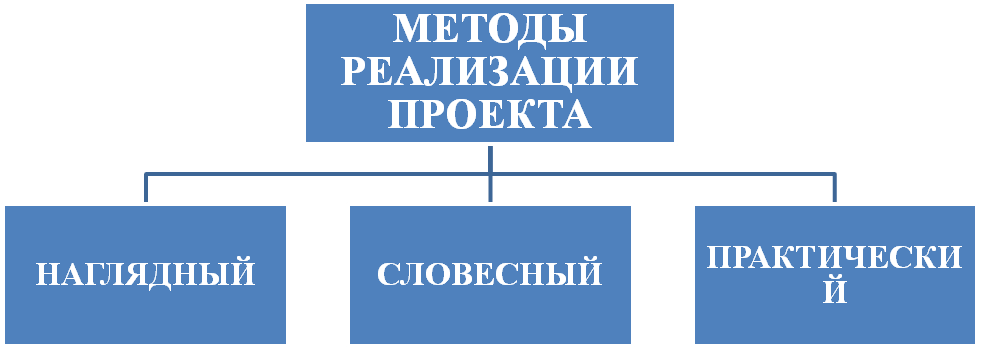 МЕТОДЫ
РЕАЛИЗАЦИИ
ПРОЕКТА
НАГЛЯДНЫЙ
СЛОВЕСНЫЙ
ПРАКТИЧЕСКИ
Й